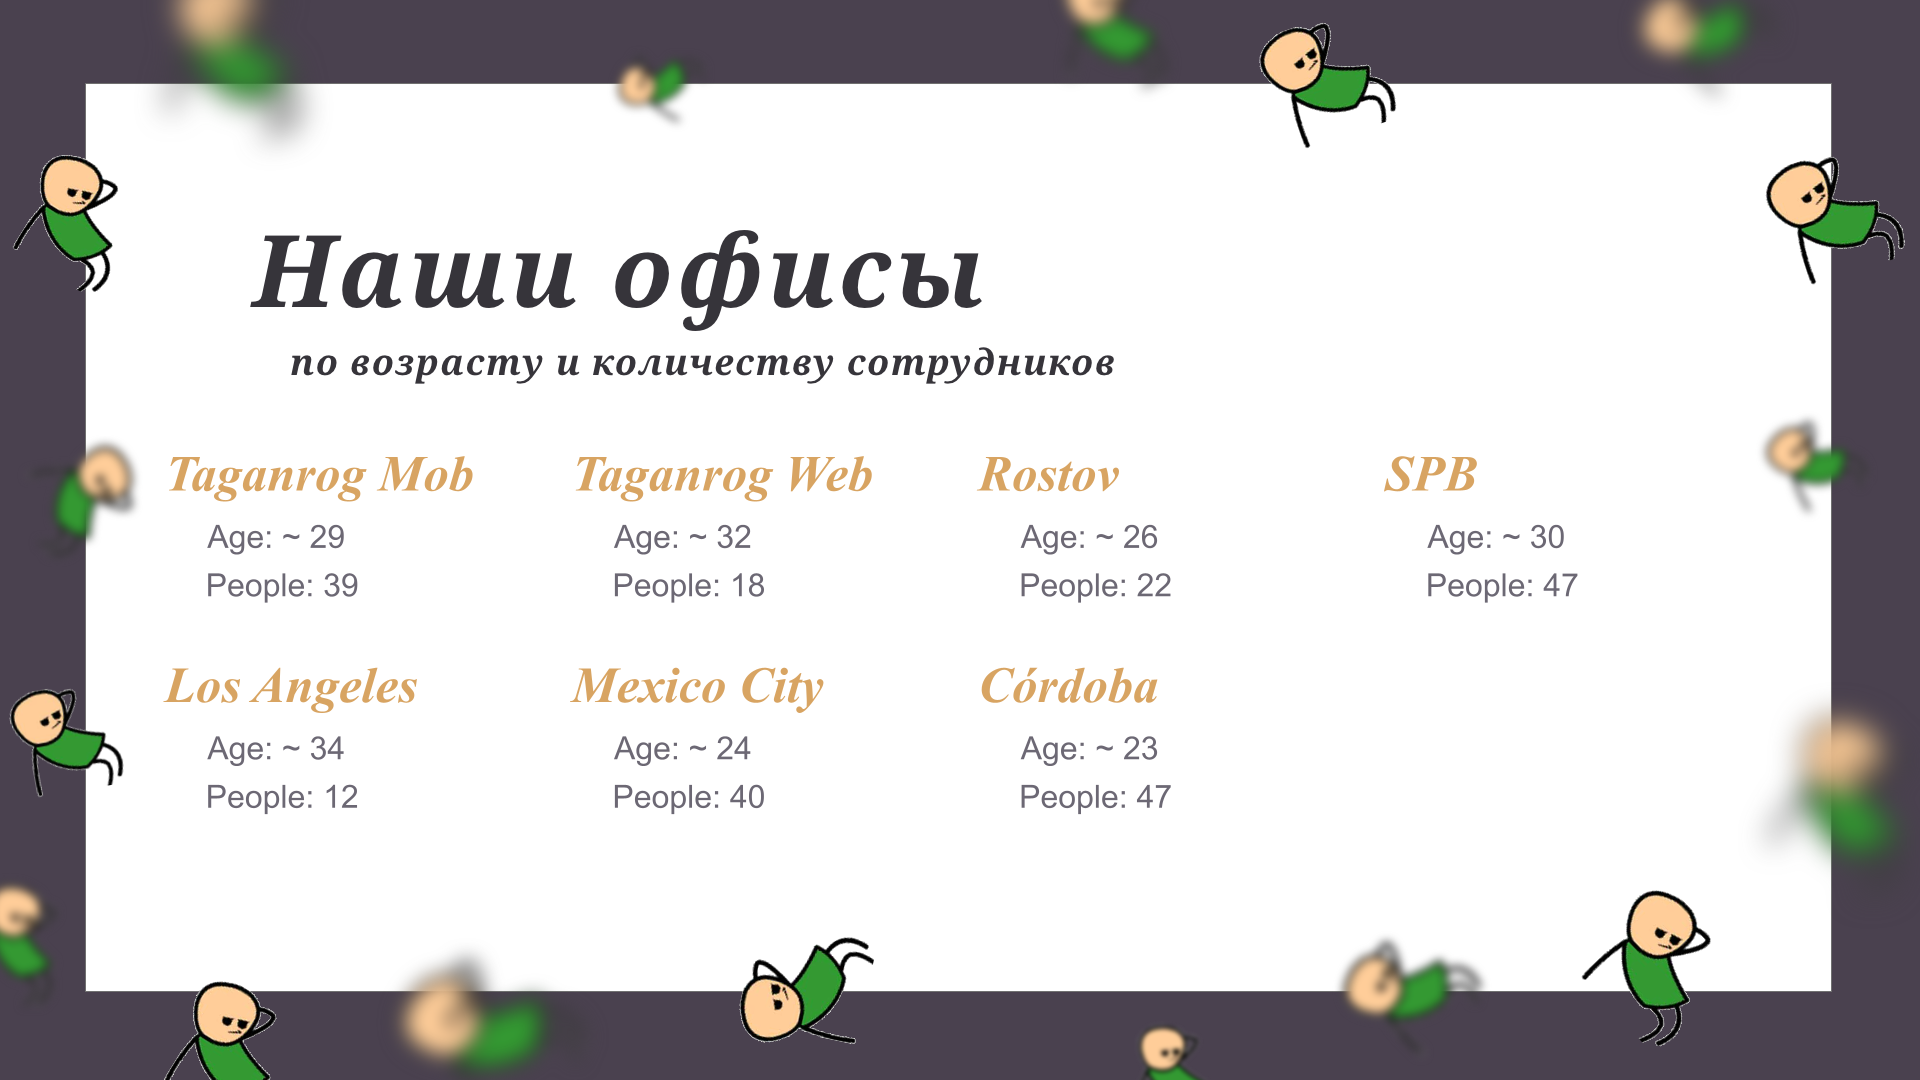 Наши офисы
по возрасту и количеству сотрудников
Taganrog Mob
Age: ~ 29
People: 39
Taganrog Web
Age: ~ 32
People: 18
Rostov
Age: ~ 26
People: 22
SPB
Age: ~ 30
People: 47
Los Angeles
Age: ~ 34
People: 12
Mexico City
Age: ~ 24
People: 40
Córdoba
Age: ~ 23
People: 47